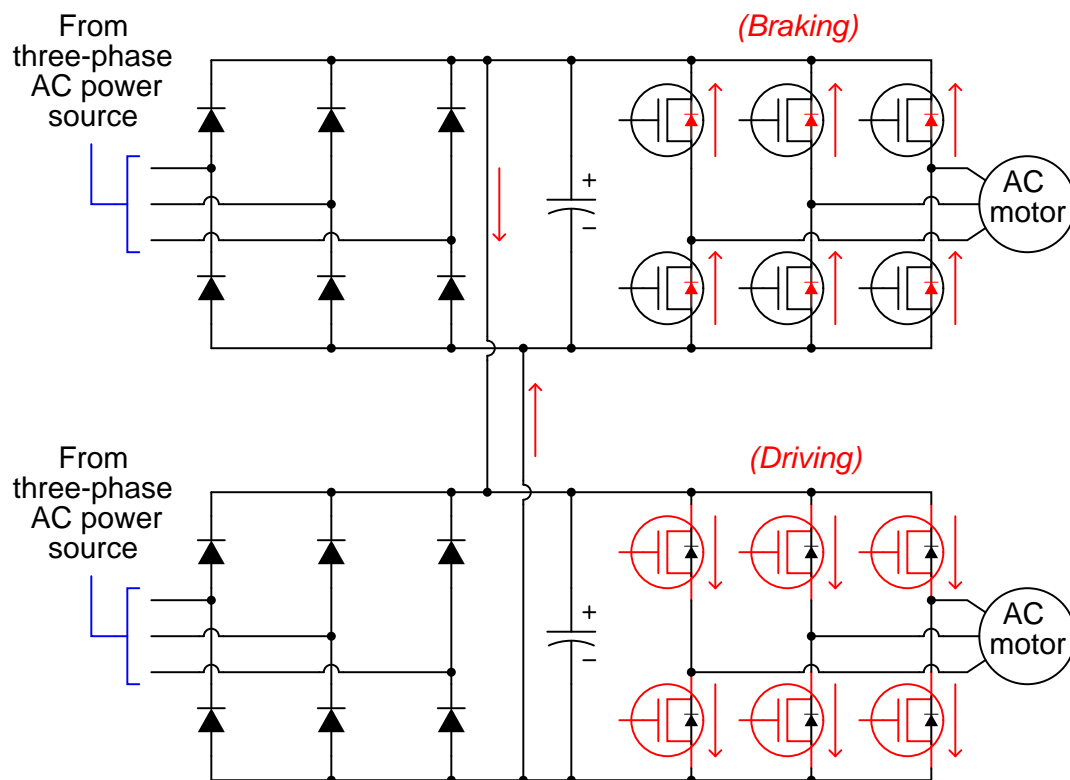 From
three-phase
AC power
source
(Braking)
+
−
AC
motor
From
three-phase
AC power
source
(Driving)
+
−
AC
motor